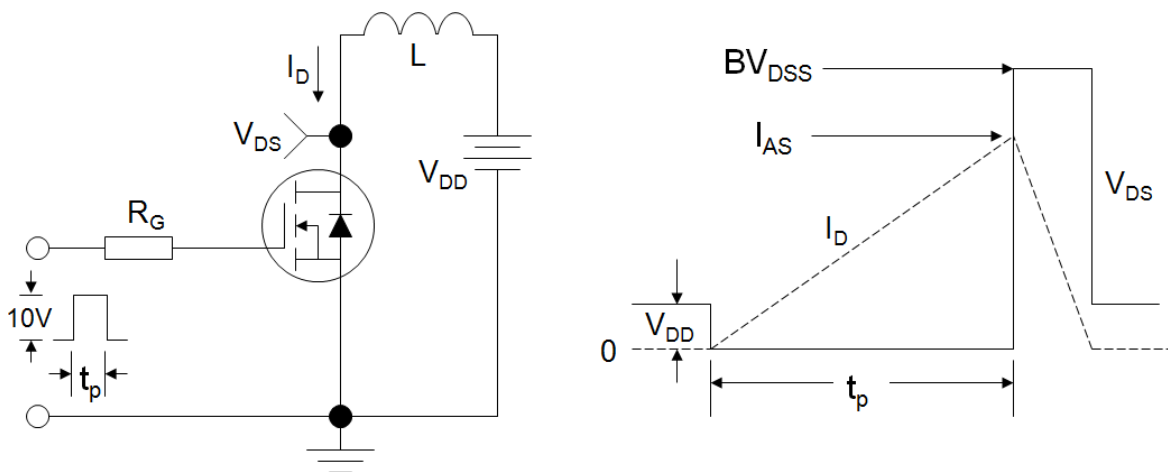 L
I_D
V_DS
V_DD
R_G
10V
t_p
BV_DSS
I_AS
V_DS
I_D
V_DD
0
t_p